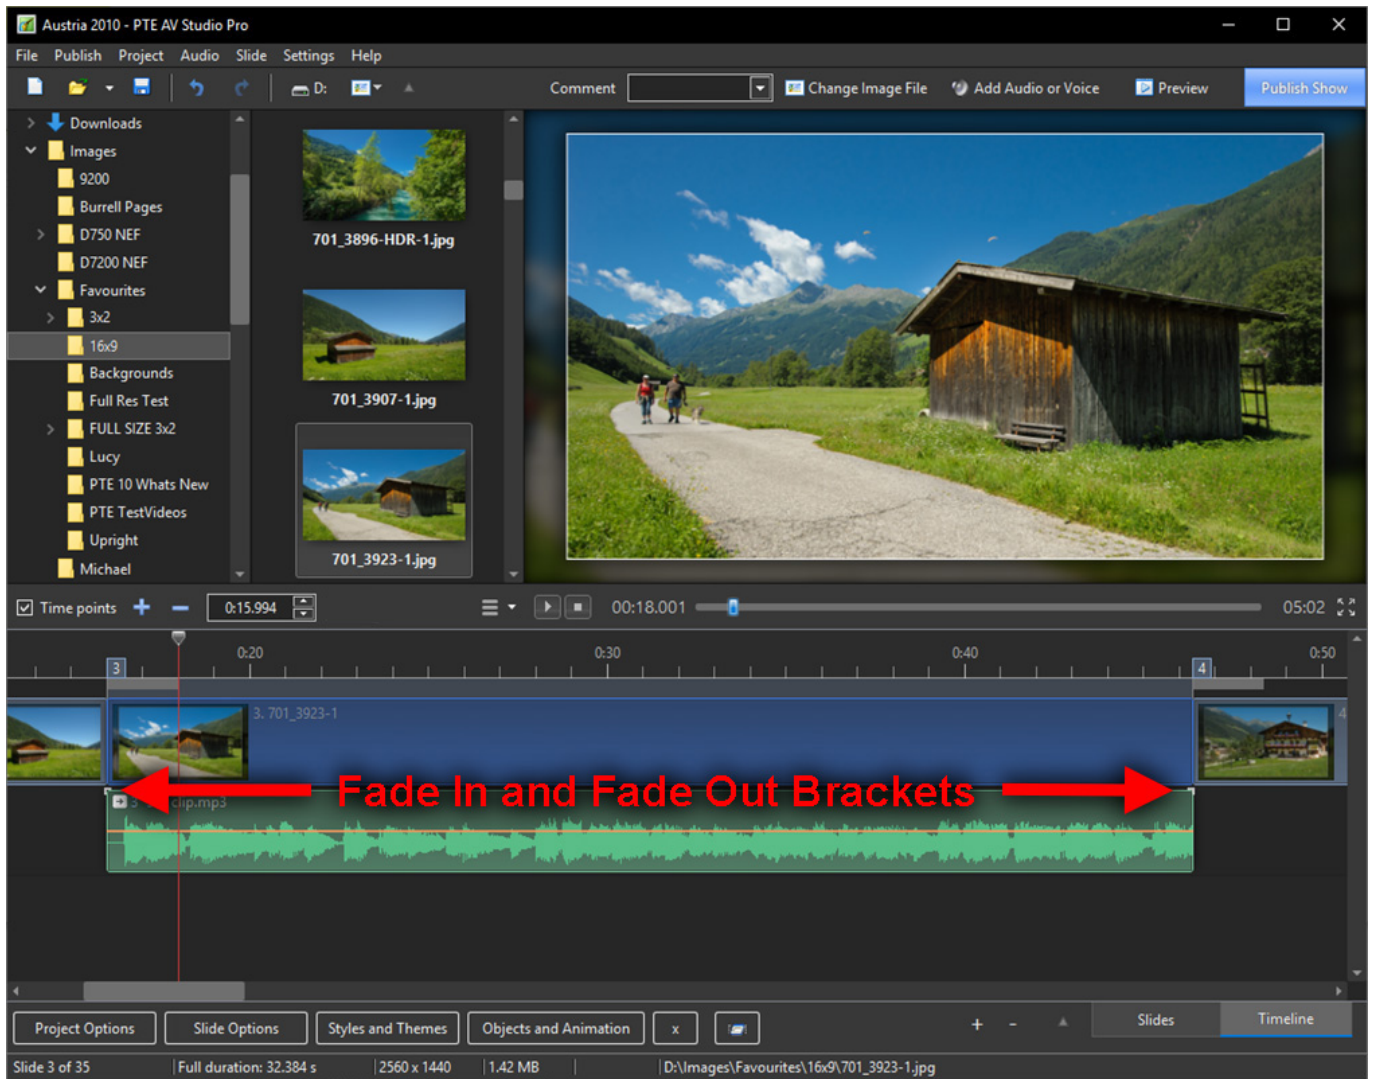 Austria 2010 - PTE AV Studio Pro
File Publish Project Audio Slide Settings Help
D: Comment Change Image File Add Audio or Voice Preview Publish Show
Downloads
Images
9200
Burrell Pages
D750 NEF
D7200 NEF
Favourites
3x2
16x9
Backgrounds
Full Res Test
FULL SIZE 3x2
Lucy
PTE 10 Whats New
PTE TestVideos
Upright
Michael
701_3896-HDR-1.jpg
701_3907-1.jpg
701_3923-1.jpg
Time points 0:15.994 00:18.001 05:02
0:20 0:30 0:40 0:50
3 4
3. 701_3923-1 4
Fade In and Fade Out Brackets
clip.mp3
Project Options Slide Options Styles and Themes Objects and Animation x + - Slides Timeline
Slide 3 of 35 Full duration: 32.384 s 2560 x 1440 1.42 MB D:\Images\Favourites\16x9\701_3923-1.jpg